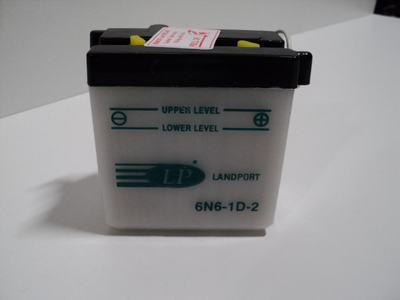 UPPER LEVEL
LOWER LEVEL
LP LANDPORT
6N6-1D-2